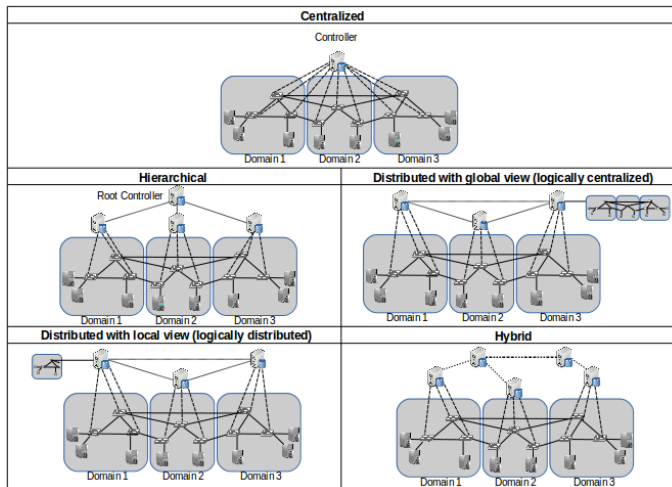 Centralized
Controller
Domain 1 Domain 2 Domain 3
Hierarchical
Root Controller
Domain 1 Domain 2 Domain 3
Distributed with global view (logically centralized)
Domain 1 Domain 2 Domain 3
Distributed with local view (logically distributed)
Domain 1 Domain 2 Domain 3
Hybrid
Domain 1 Domain 2 Domain 3